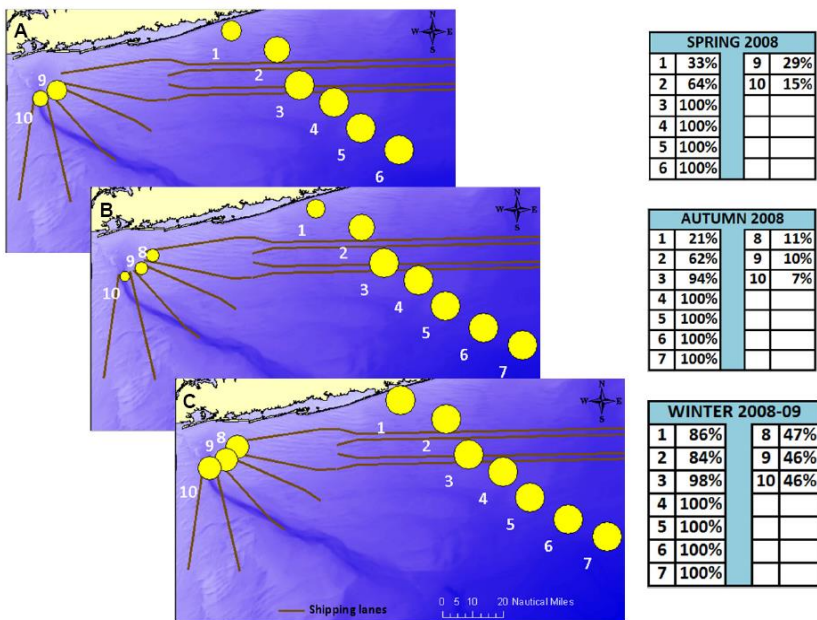 A
N
W E
S
1
2
9
3
10
4
5
6
B
N
W E
S
1
8
2
9
3
10
4
5
6
7
C
N
W E
S
1
8
2
9
3
10
4
5
6
7
Shipping lanes
0 5 10 20 Nautical Miles
SPRING 2008
1 33% 9 29%
2 64% 10 15%
3 100%
4 100%
5 100%
6 100%
AUTUMN 2008
1 21% 8 11%
2 62% 9 10%
3 94% 10 7%
4 100%
5 100%
6 100%
7 100%
WINTER 2008-09
1 86% 8 47%
2 84% 9 46%
3 98% 10 46%
4 100%
5 100%
6 100%
7 100%